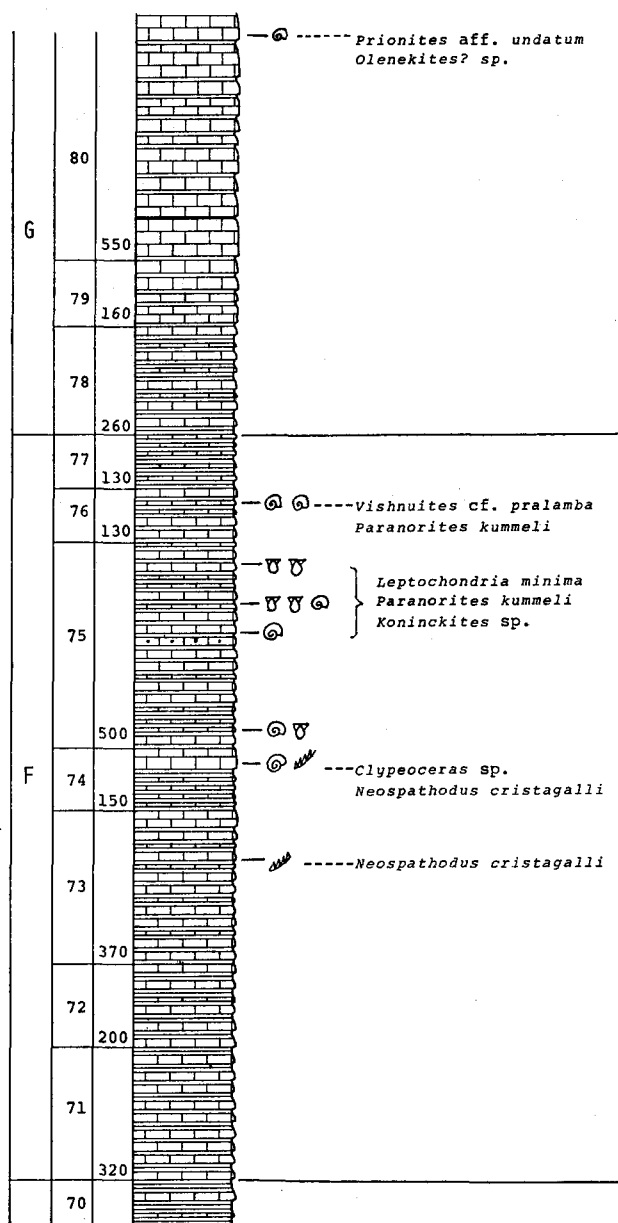 Prionites aff. undatum
Olenekites? sp.
80
G
550
79
160
78
260
77
130
76
Vishnuites cf. pralamba
130
Paranorites kummeli
Leptochondria minima
Paranorites kummeli
Koninckites sp.
75
500
F
74
Clypeoceras sp.
150
Neospathodus cristagalli
73
Neospathodus cristagalli
370
72
200
71
320
70